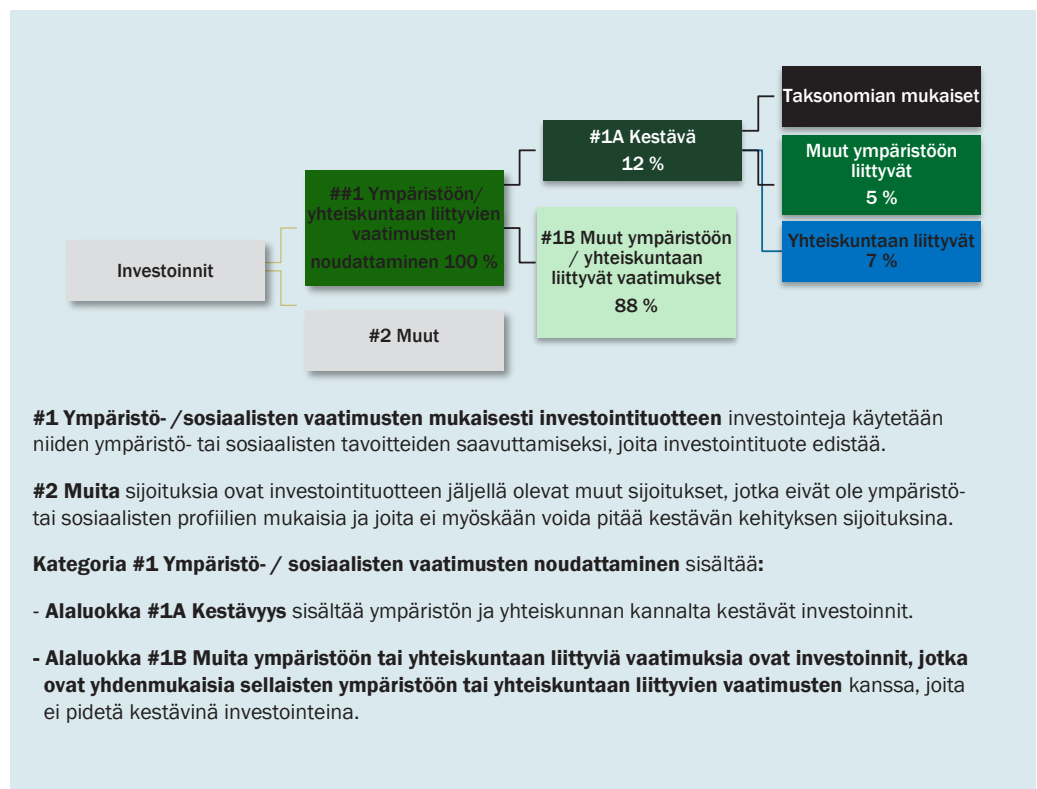 Investoinnit
##1 Ympäristöön/
yhteiskuntaan liittyvien
vaatimusten
noudattaminen 100 %
#2 Muut
#1A Kestävä
12 %
#1B Muut ympäristöön
/ yhteiskuntaan
liittyvät vaatimukset
88 %
Taksonomian mukaiset
Muut ympäristöön
liittyvät
5 %
Yhteiskuntaan liittyvät
7 %
#1 Ympäristö- /sosiaalisten vaatimusten mukaisesti investointituotteen investointeja käytetään
niiden ympäristö- tai sosiaalisten tavoitteiden saavuttamiseksi, joita investointituote edistää.
#2 Muita sijoituksia ovat investointituotteen jäljellä olevat muut sijoitukset, jotka eivät ole ympäristö-
tai sosiaalisten profiilien mukaisia ja joita ei myöskään voida pitää kestävän kehityksen sijoituksina.
Kategoria #1 Ympäristö- / sosiaalisten vaatimusten noudattaminen sisältää:
- Alaluokka #1A Kestävyys sisältää ympäristön ja yhteiskunnan kannalta kestävät investoinnit.
- Alaluokka #1B Muita ympäristöön tai yhteiskuntaan liittyviä vaatimuksia ovat investoinnit, jotka
ovat yhdenmukaisia sellaisten ympäristöön tai yhteiskuntaan liittyvien vaatimusten kanssa, joita
ei pidetä kestävinä investointeina.